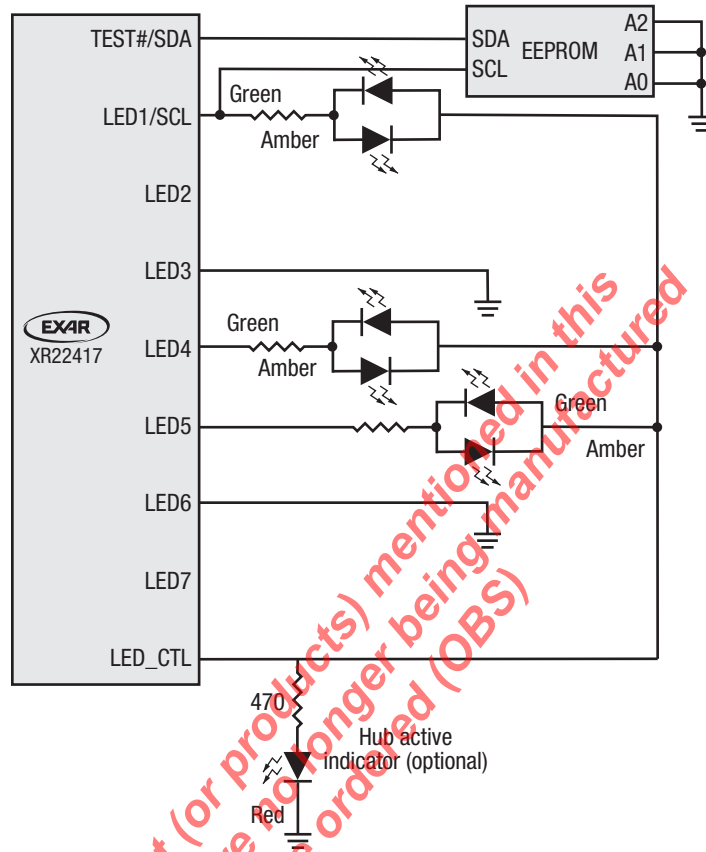 TEST#/SDA
SDA
EEPROM
A2
SCL
A1
A0
Green
LED1/SCL
Amber
LED2
LED3
EXAR
XR22417
Green
LED4
Amber
LED5
Green
Amber
LED6
LED7
LED_CTL
470
Hub active
indicator (optional)
Red
t (or products) mentioned in this
re no longer being manufactured
ordered (OBS)